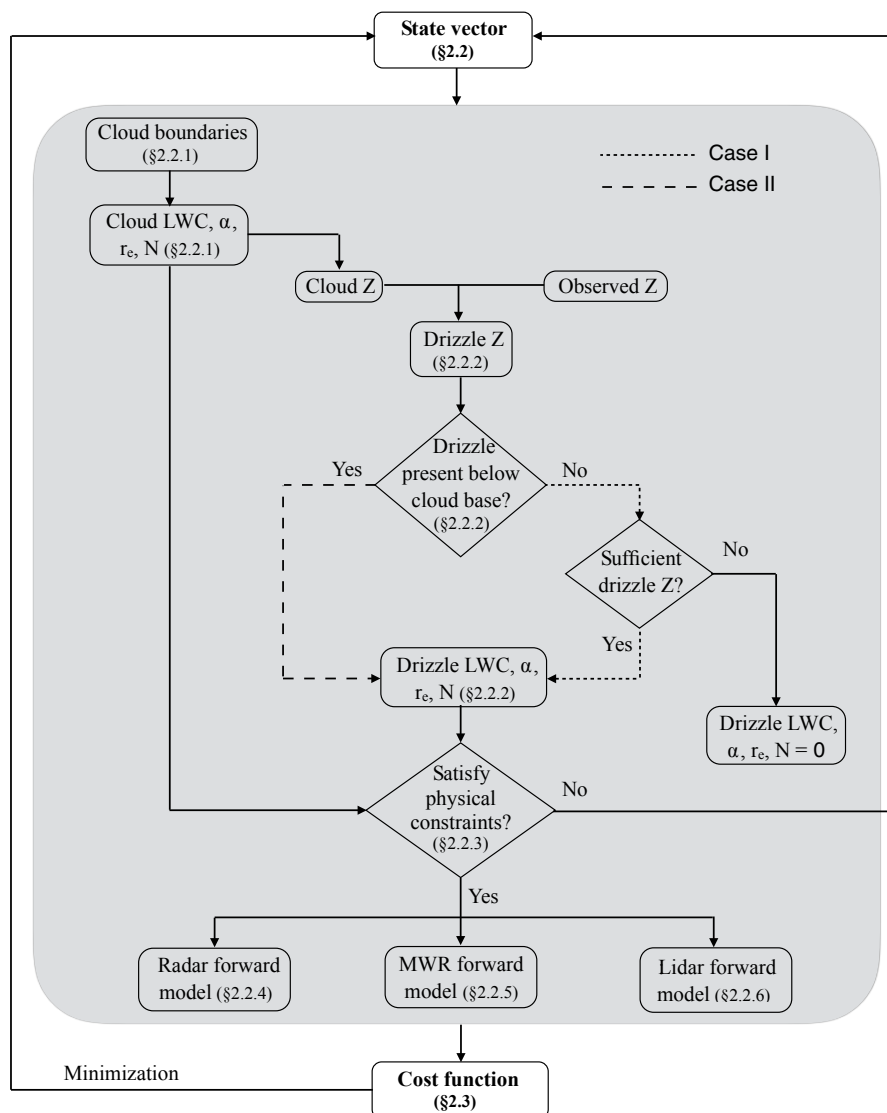 State vector
(§2.2)
Cloud boundaries
(§2.2.1)
Case I
Case II
Cloud LWC, α,
rₑ, N (§2.2.1)
Cloud Z
Observed Z
Drizzle Z
(§2.2.2)
Drizzle
present below
cloud base?
(§2.2.2)
Yes
No
Sufficient
drizzle Z?
No
Yes
Drizzle LWC, α,
rₑ, N (§2.2.2)
Drizzle LWC,
α, rₑ, N = 0
Satisfy
physical
constraints?
(§2.2.3)
No
Yes
Radar forward
model (§2.2.4)
MWR forward
model (§2.2.5)
Lidar forward
model (§2.2.6)
Minimization
Cost function
(§2.3)